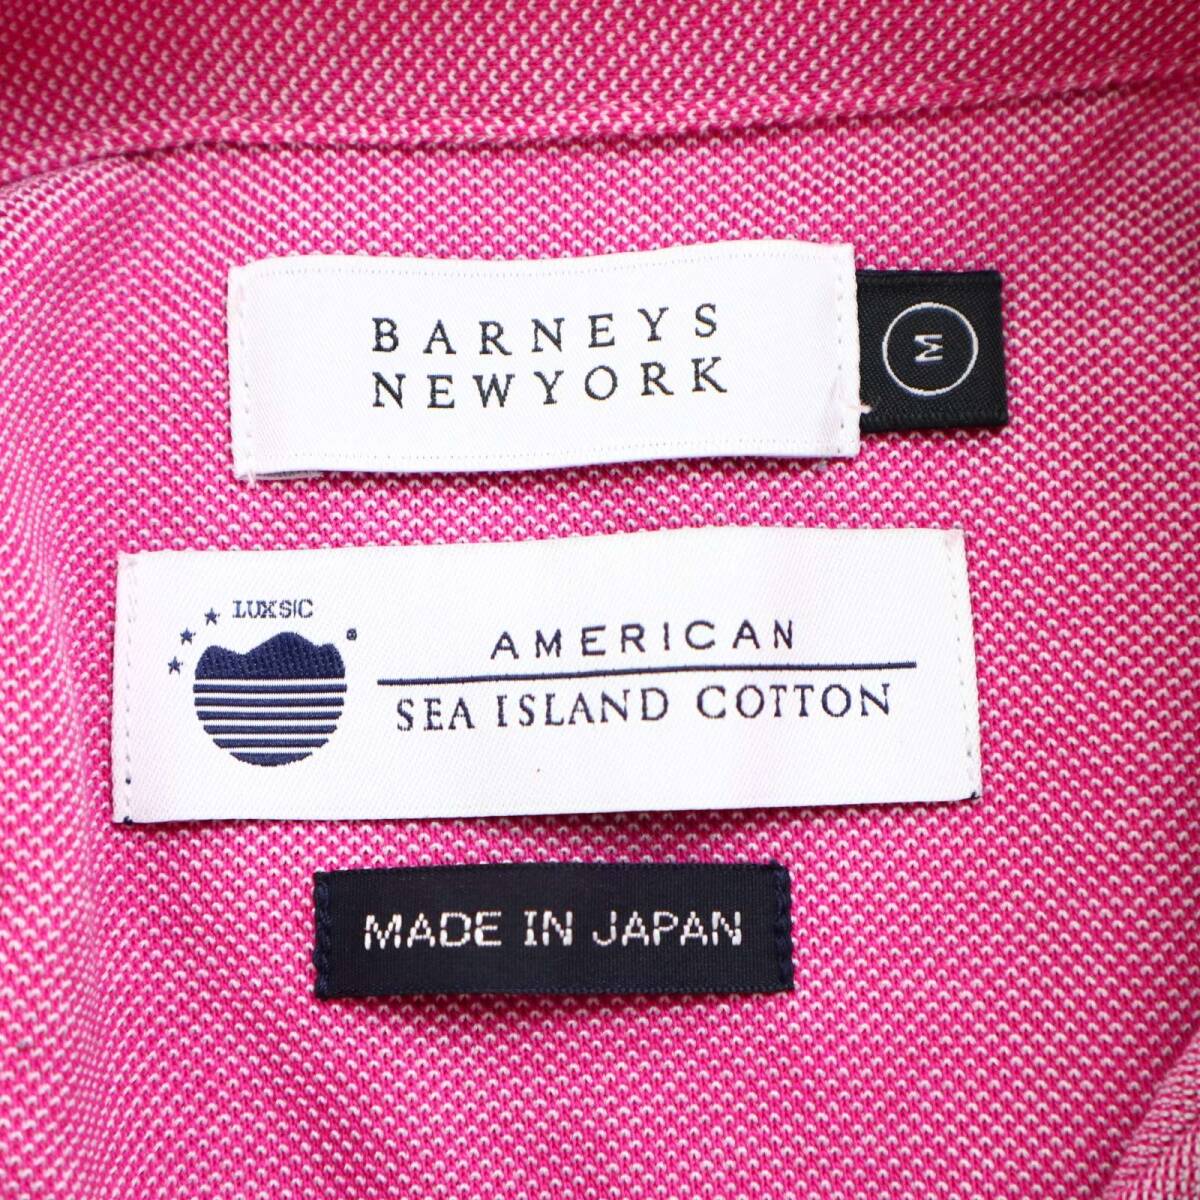 BARNEYS
NEWYORK
M
LUXSIC
®
AMERICAN
SEA ISLAND COTTON
MADE IN JAPAN